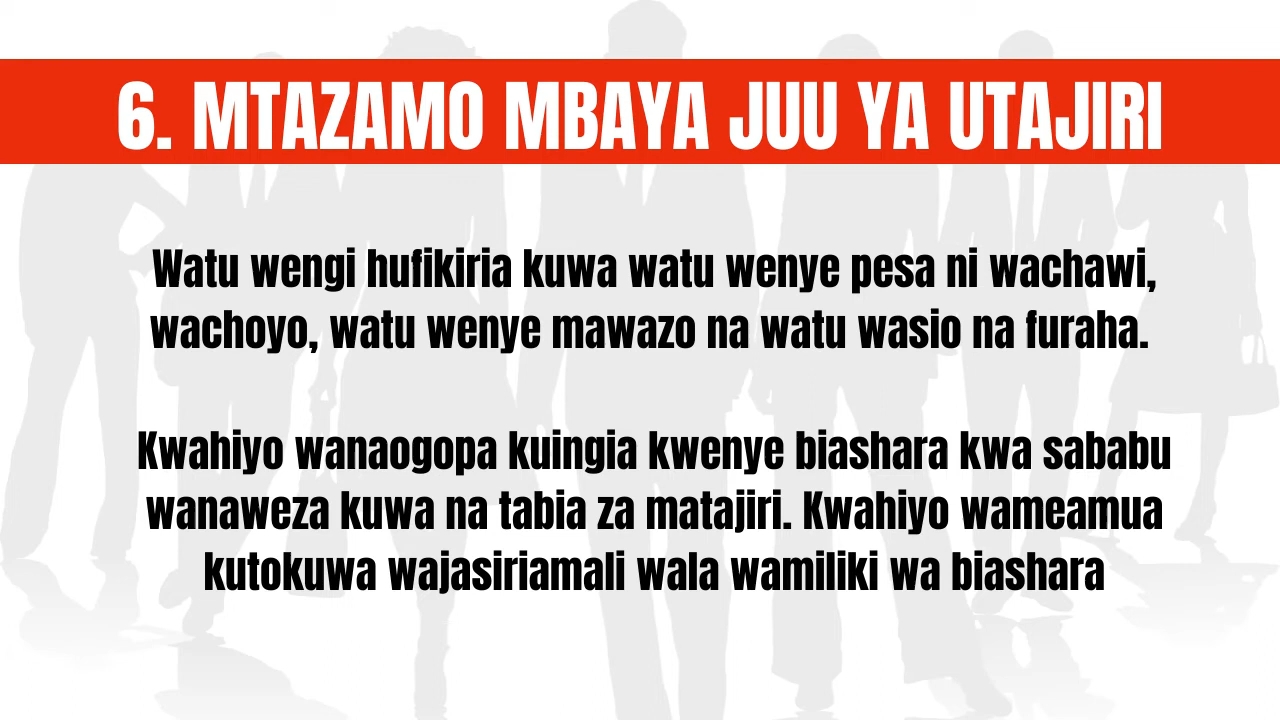 6. MTAZAMO MBAYA JUU YA UTAJIRI
Watu wengi hufikiria kuwa watu wenye pesa ni wachawi,
wachoyo, watu wenye mawazo na watu wasio na furaha.
Kwahiyo wanaogopa kuingia kwenye biashara kwa sababu
wanaweza kuwa na tabia za matajiri. Kwahiyo wameamua
kutokuwa wajasiriamali wala wamiliki wa biashara